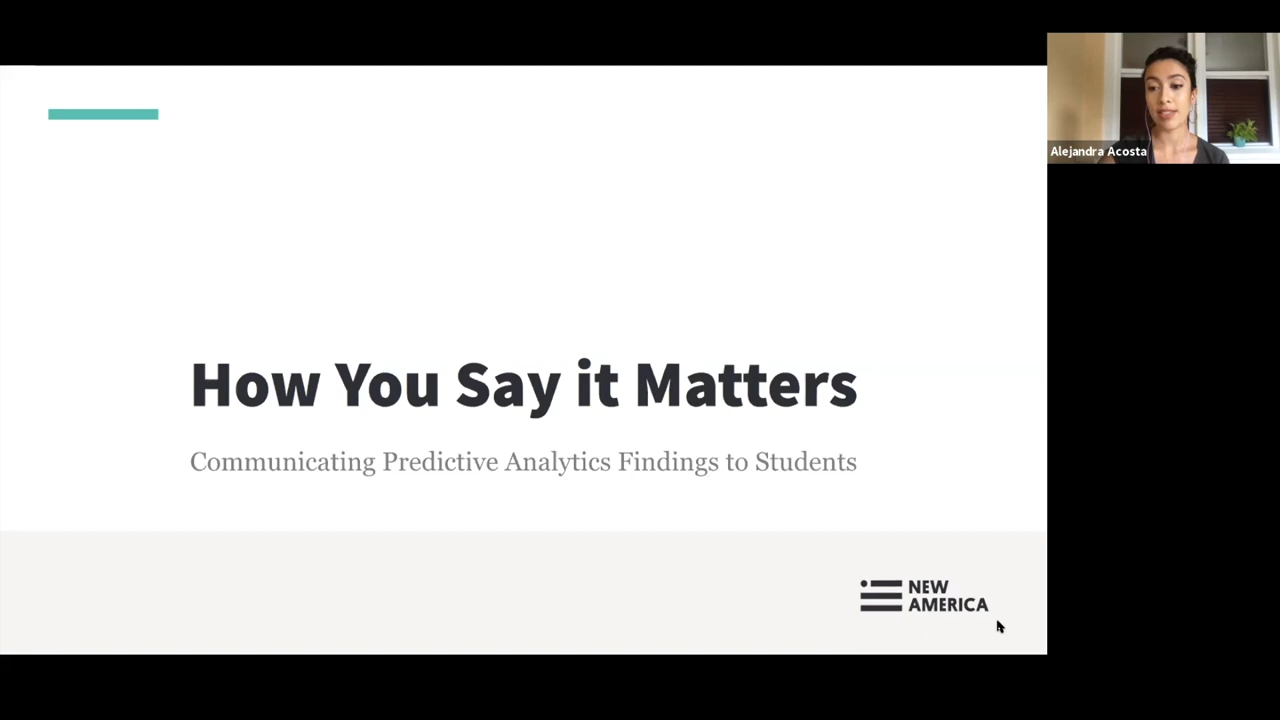 Alejandra Acosta
How You Say it Matters
Communicating Predictive Analytics Findings to Students
NEW
AMERICA